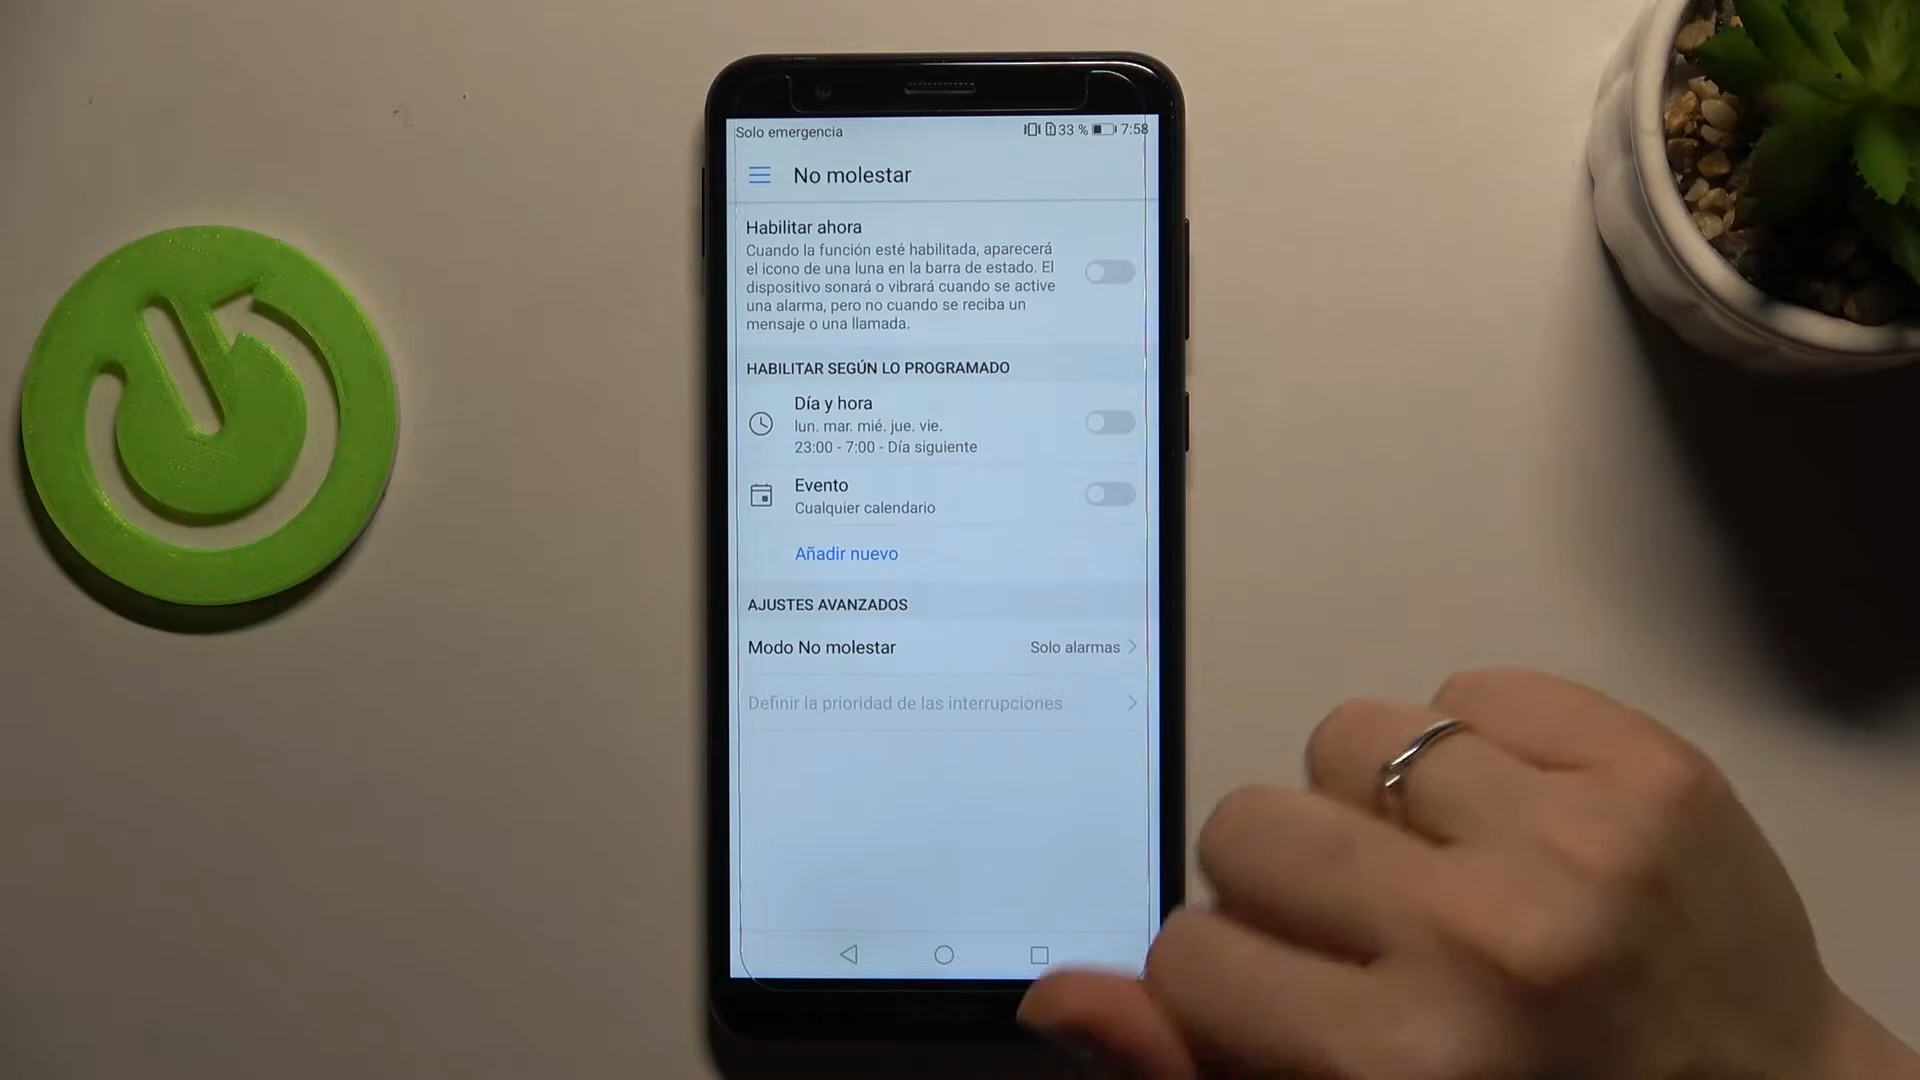 Solo emergencia
33 %
7:58
No molestar
Habilitar ahora
Cuando la función esté habilitada, aparecerá
el icono de una luna en la barra de estado. El
dispositivo sonará o vibrará cuando se active
una alarma, pero no cuando se reciba un
mensaje o una llamada.
HABILITAR SEGÚN LO PROGRAMADO
Día y hora
lun. mar. mié. jue. vie.
23:00 - 7:00 - Día siguiente
Evento
Cualquier calendario
Añadir nuevo
AJUSTES AVANZADOS
Modo No molestar
Solo alarmas
Definir la prioridad de las interrupciones